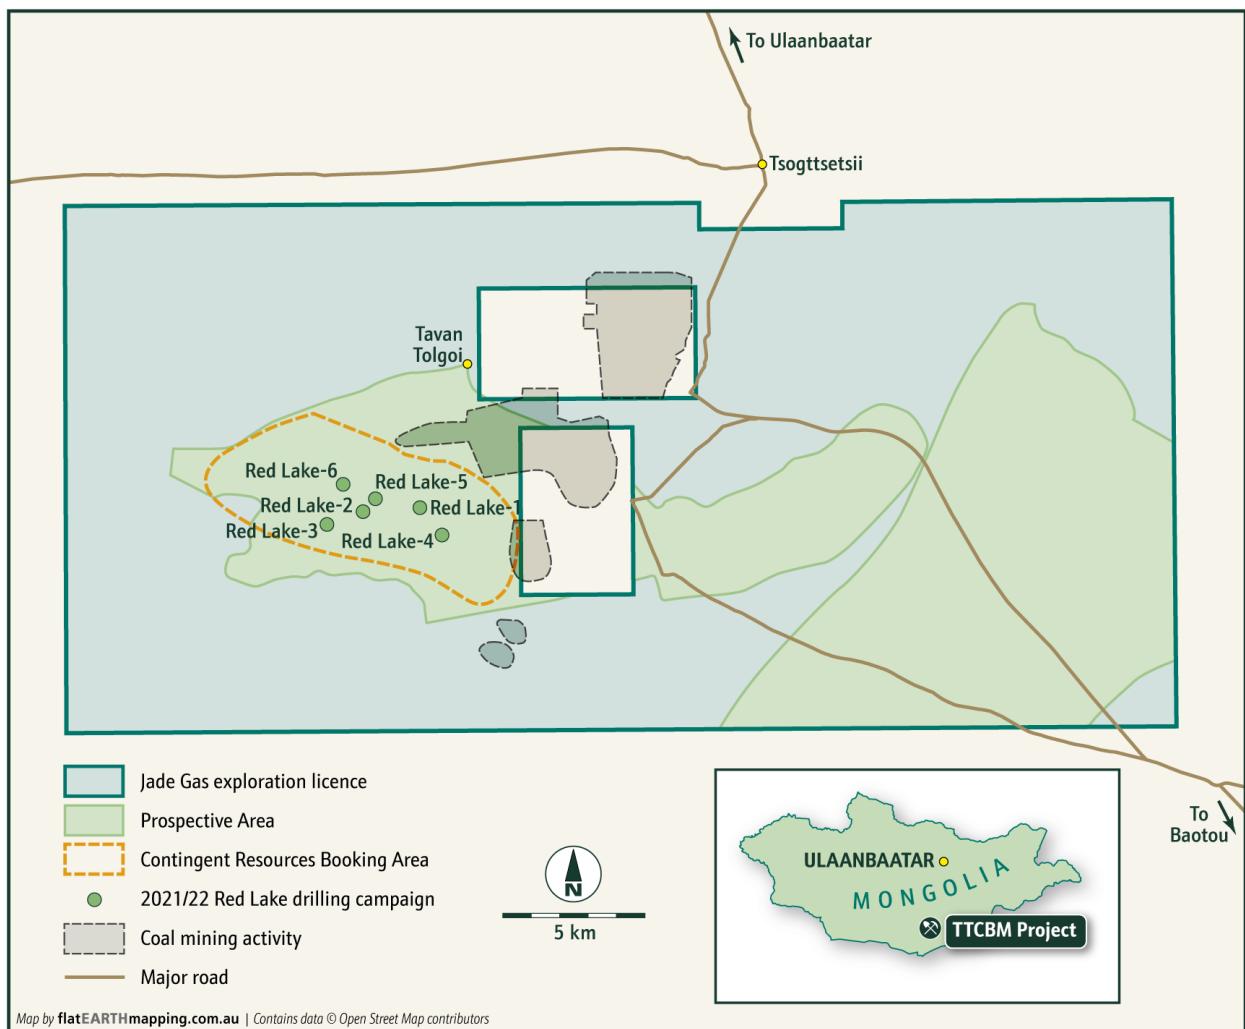 To Ulaanbaatar
Tsogttsetsii
Tavan
Tolgoi
Red Lake-6
Red Lake-5
Red Lake-2
Red Lake-1
Red Lake-3
Red Lake-4
Jade Gas exploration licence
Prospective Area
Contingent Resources Booking Area
2021/22 Red Lake drilling campaign
Coal mining activity
Major road
N
5 km
ULAANBAATAR
MONGOLIA
TTCBM Project
To
Baotou
Map by flatEARTHmapping.com.au | Contains data © Open Street Map contributors